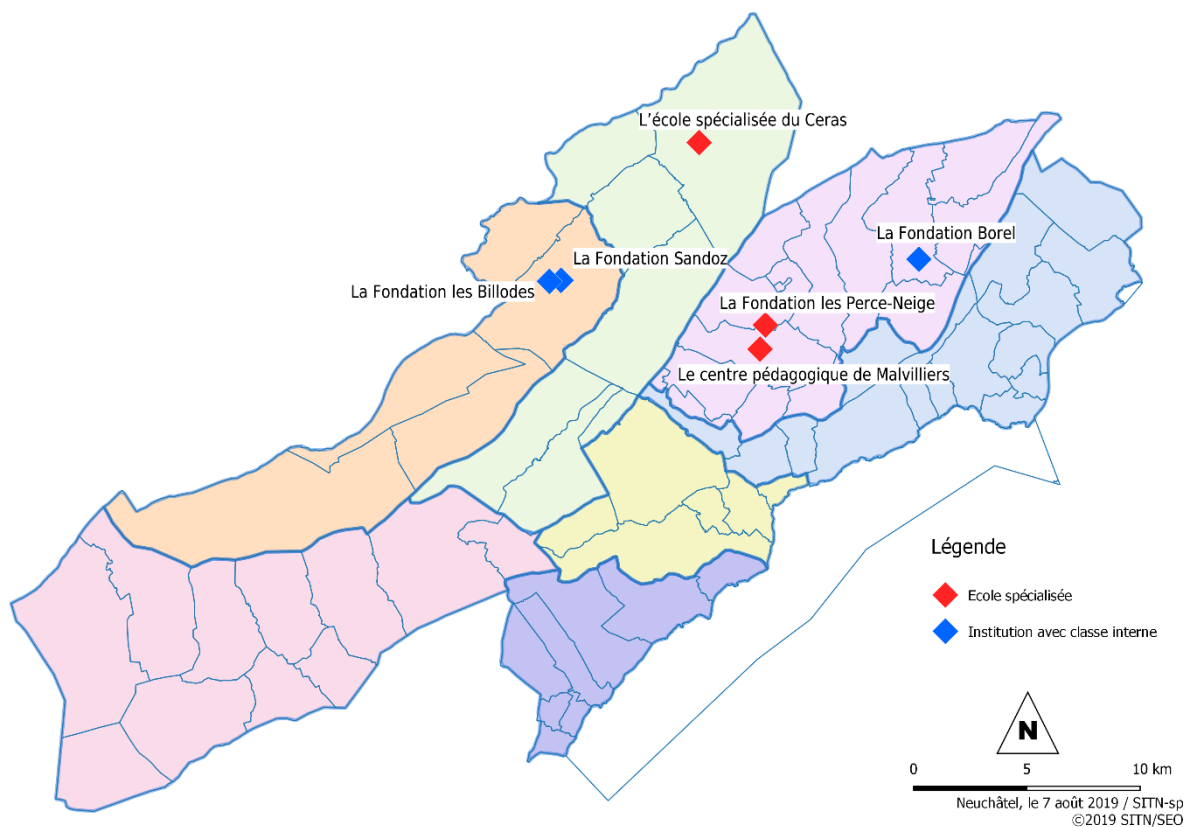 L'école spécialisée du Ceras
La Fondation Borel
La Fondation Sandoz
La Fondation les Billodes
La Fondation les Perce-Neige
Le centre pédagogique de Malvilliers
Légende
Ecole spécialisée
Institution avec classe interne
N
0 5 10 km
Neuchâtel, le 7 août 2019 / SITN-sp
©2019 SITN/SEO